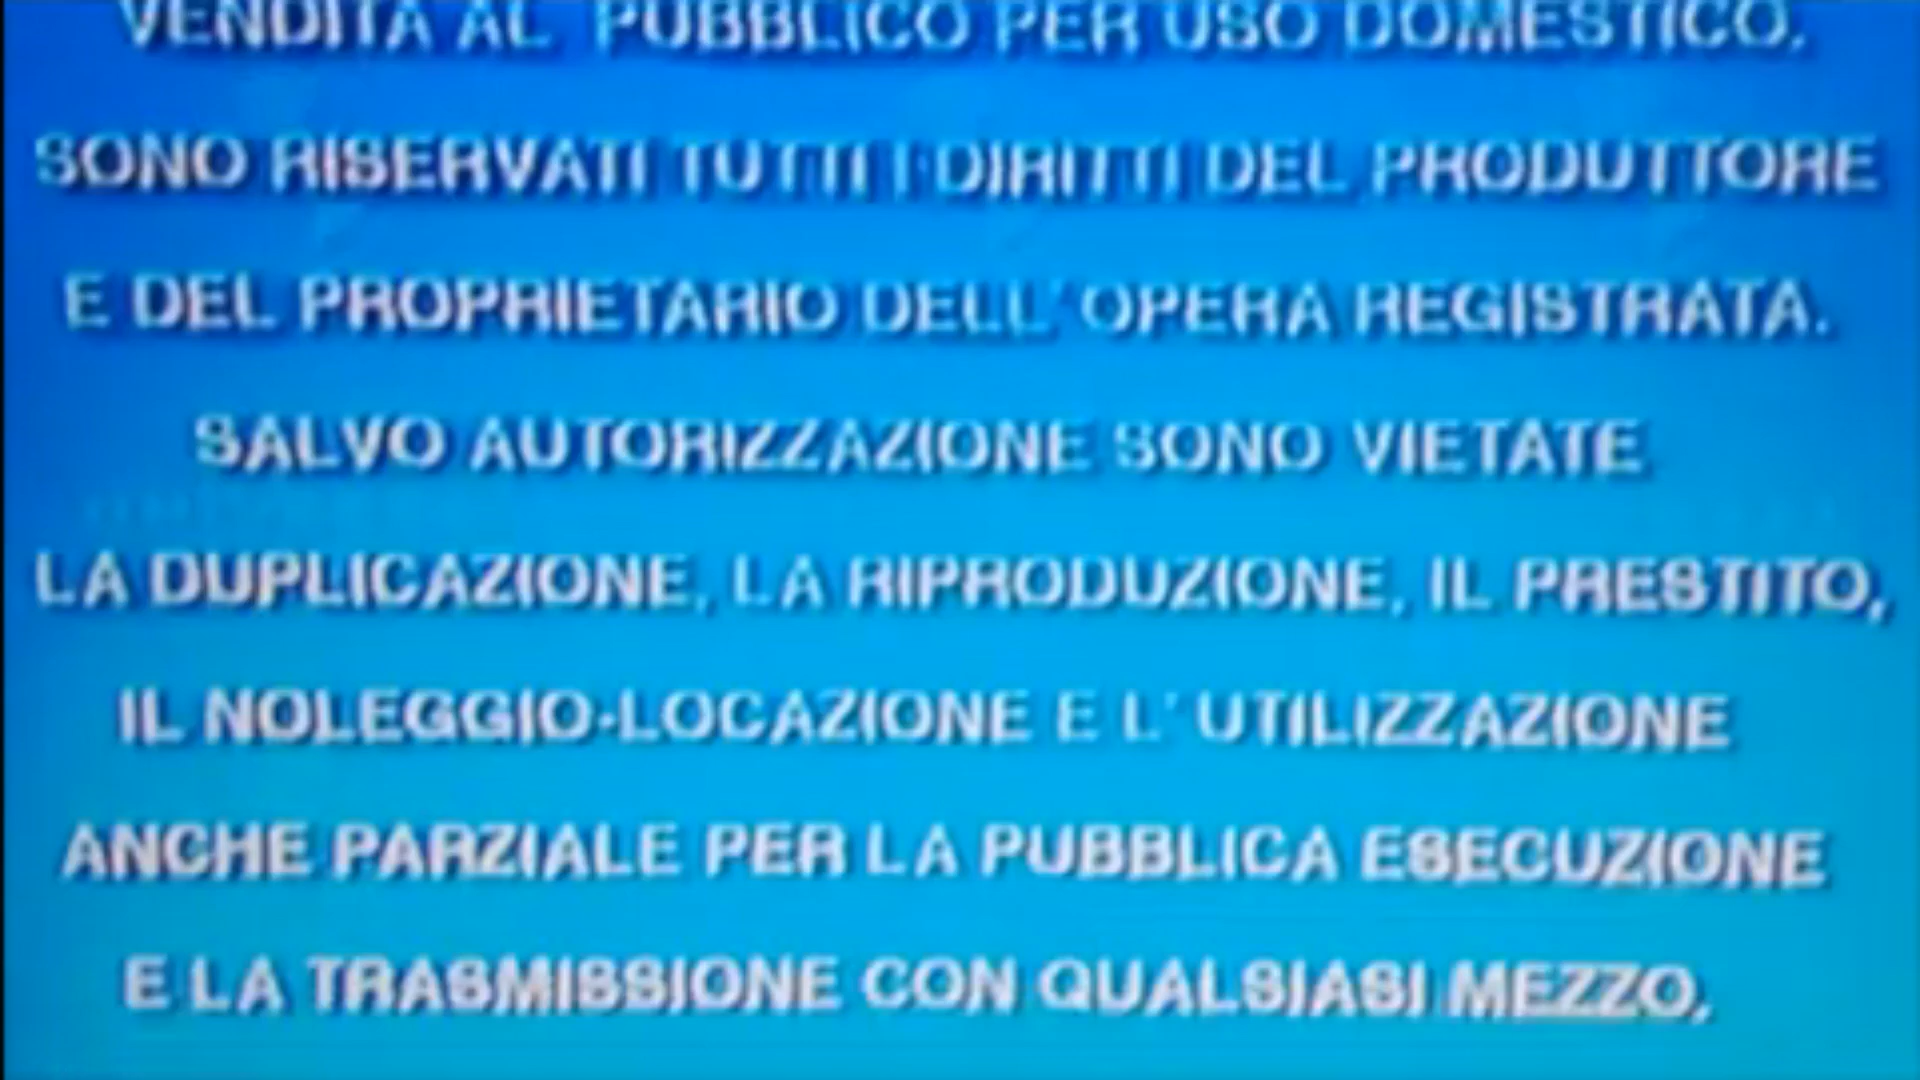 VENDITA AL PUBBLICO PER USO DOMESTICO.
SONO RISERVATI TUTTI I DIRITTI DEL PRODUTTORE
E DEL PROPRIETARIO DELL'OPERA REGISTRATA.
SALVO AUTORIZZAZIONE SONO VIETATE
LA DUPLICAZIONE, LA RIPRODUZIONE, IL PRESTITO,
IL NOLEGGIO-LOCAZIONE E L'UTILIZZAZIONE
ANCHE PARZIALE PER LA PUBBLICA ESECUZIONE
E LA TRASMISSIONE CON QUALSIASI MEZZO,